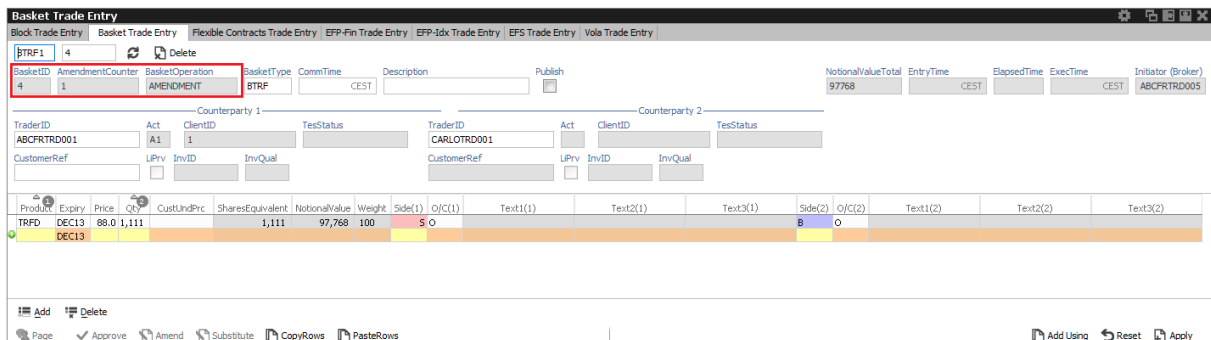 Basket Trade Entry
Block Trade Entry Basket Trade Entry Flexible Contracts Trade Entry EFP-Fin Trade Entry EFP-Idx Trade Entry EFS Trade Entry Vola Trade Entry
BTRF1 4 Delete
BasketID AmendmentCounter BasketOperation BasketType CommTime Description Publish NotionalValueTotal EntryTime ElapsedTime ExecTime Initiator (Broker)
4 1 AMENDMENT BTRF CEST 97768 CEST CEST ABCFRTRD005
Counterparty 1 Counterparty 2
TraderID Act ClientID TesStatus TraderID Act ClientID TesStatus
ABCFRTRD001 A1 1 CARLOTRD001
CustomerRef LiPrv InvID InvQual CustomerRef LiPrv InvID InvQual
Product 1 Expiry Price Qty 2 CustUndPrc SharesEquivalent NotionalValue Weight Side(1) O/C(1) Text1(1) Text2(1) Text3(1) Side(2) O/C(2) Text1(2) Text2(2) Text3(2)
TRFD DEC13 88.0 1,111 1,111 97,768 100 S O B O
DEC13
Add Delete
Page Approve Amend Substitute CopyRows PasteRows Add Using Reset Apply